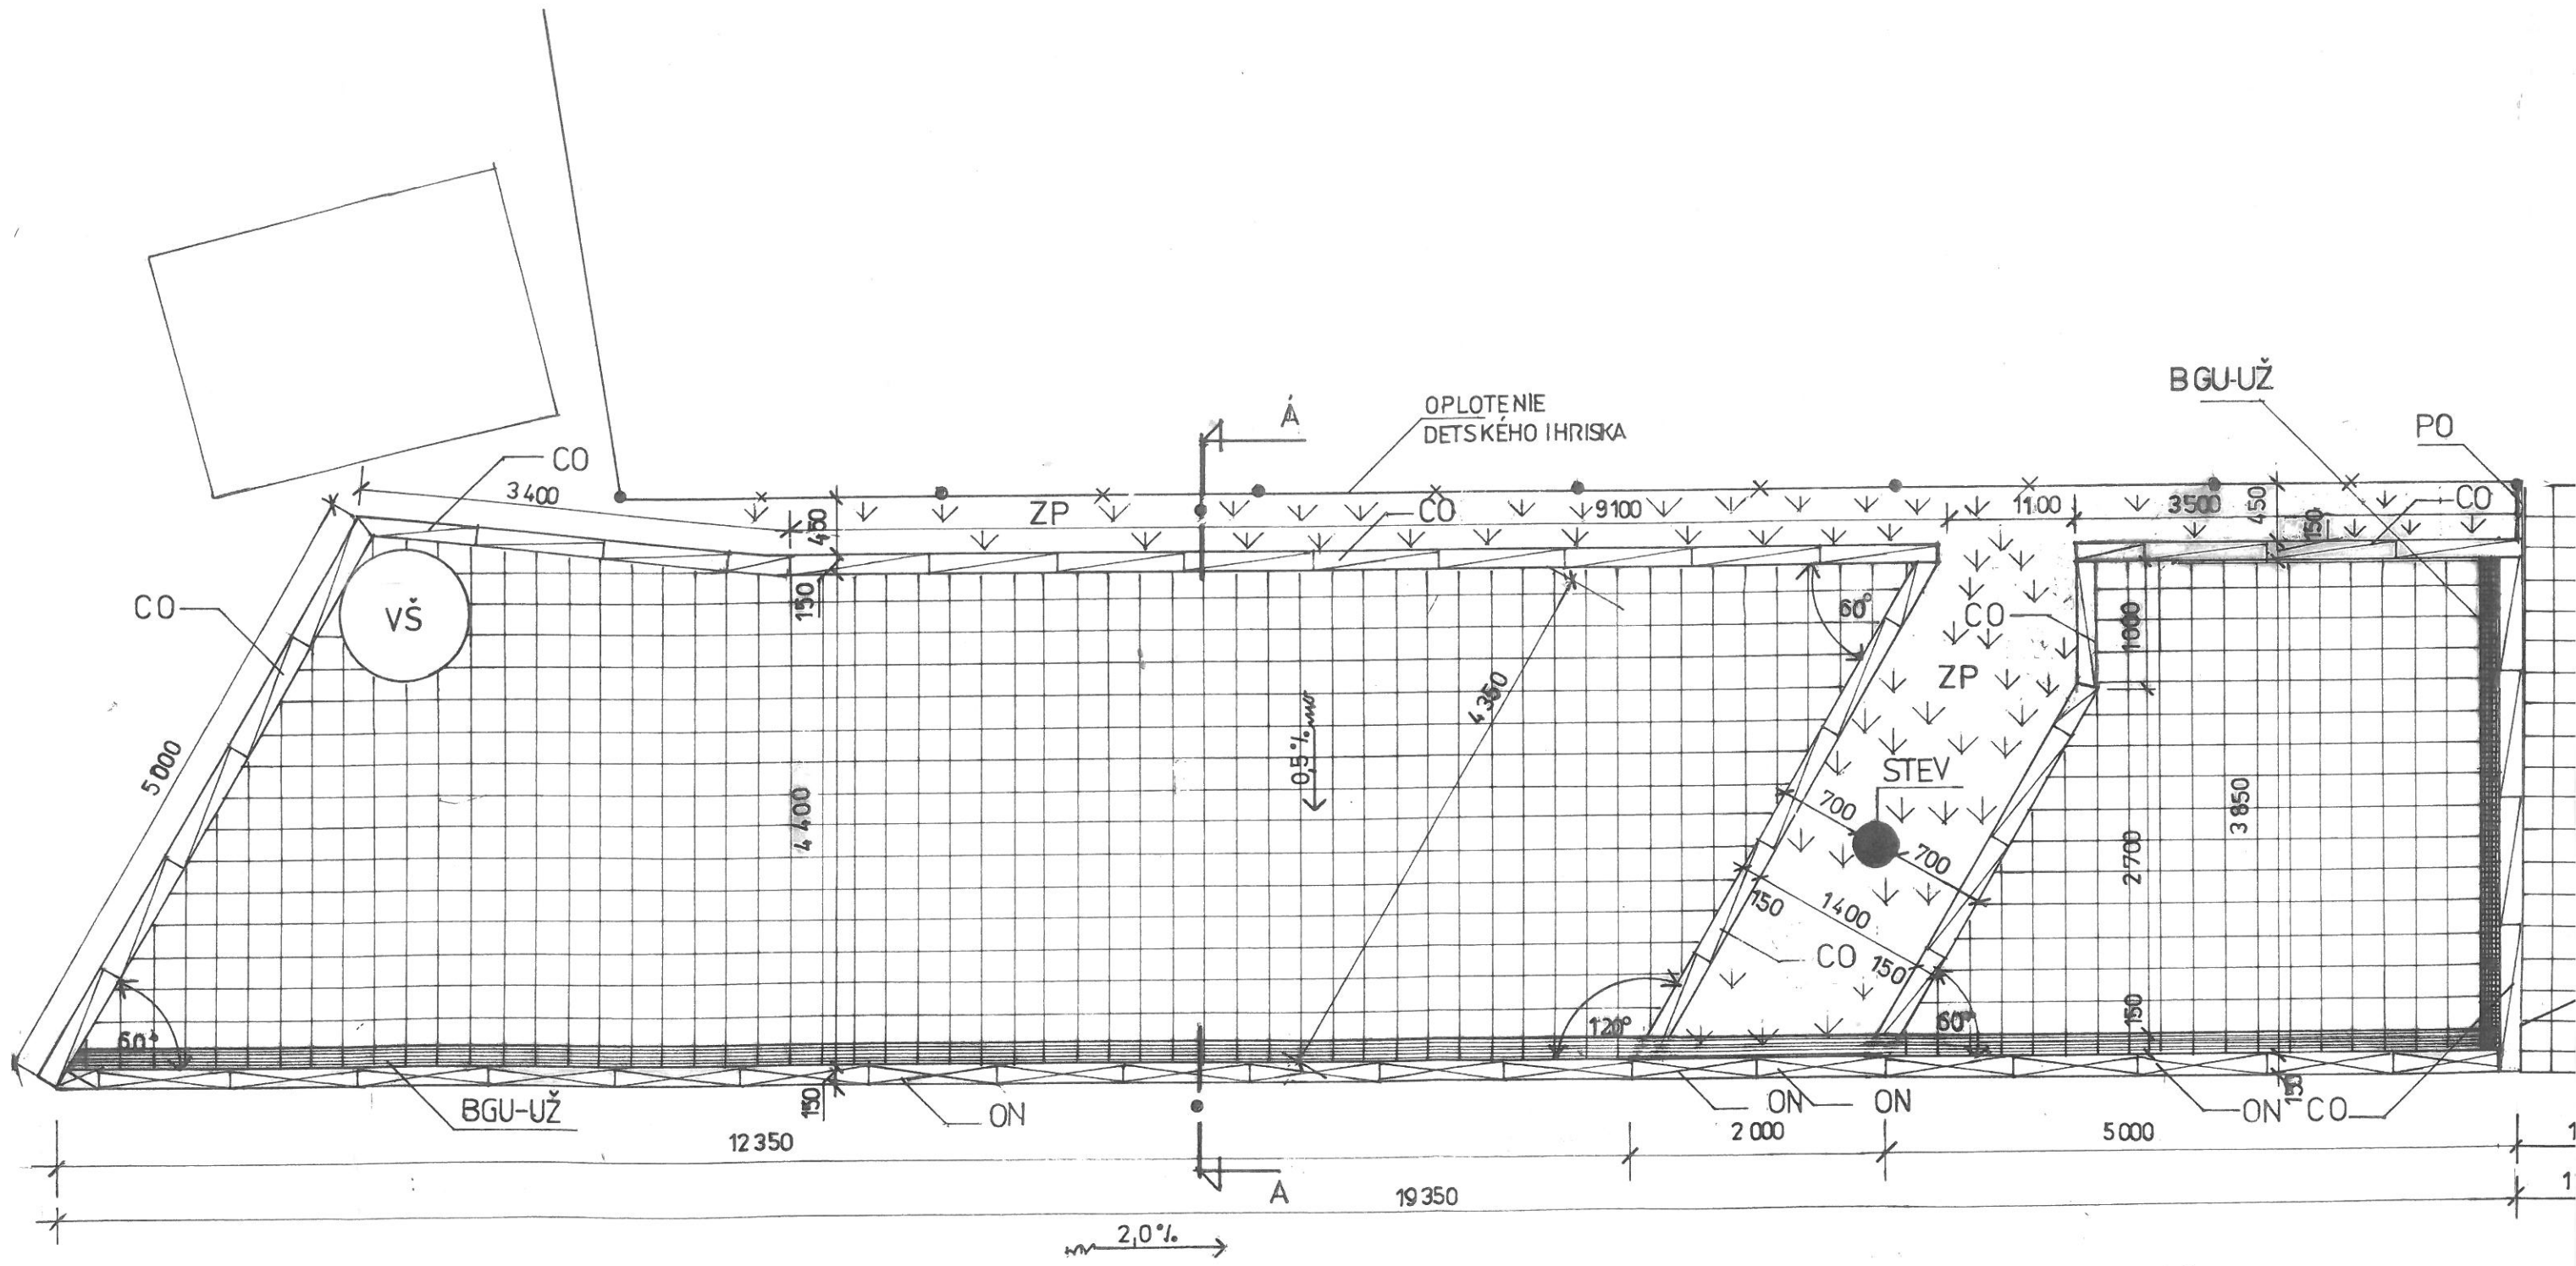 BGU-UŽ
PO
Á
OPLOTENIE
DETSKÉHO IHRISKA
CO
3400
450
ZP
CO
9100
1100
3500
450
150
CO
CO
VŠ
150
60°
CO
1000
ZP
4350
0,5%
5000
4400
STEV
700
700
3850
2700
150
1400
CO
150
150
60°
120°
60°
BGU-UŽ
150
ON
ON
ON
ON
150
CO
12350
2000
5000
A
19350
2,0%